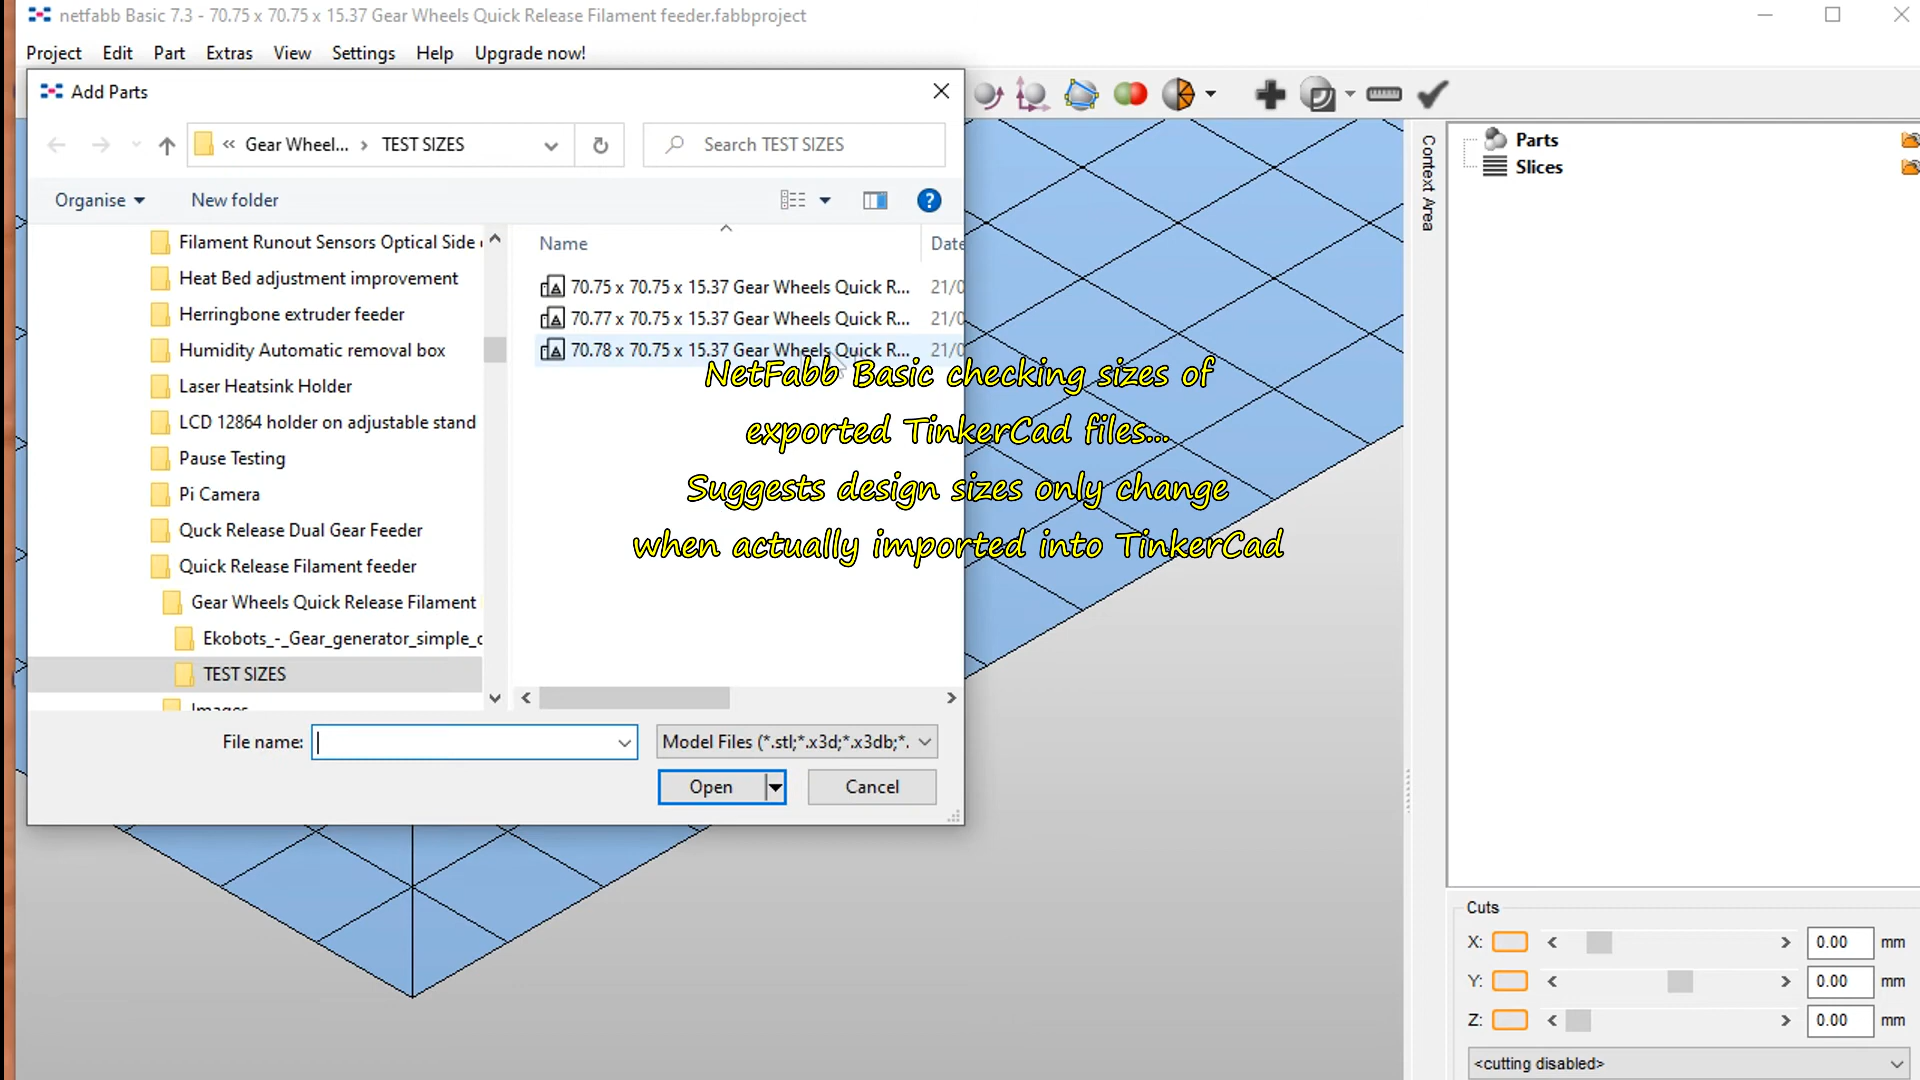 netfabb Basic 7.3 - 70.75 x 70.75 x 15.37 Gear Wheels Quick Release Filament feeder.fabbproject
Project Edit Part Extras View Settings Help Upgrade now!
Add Parts
« Gear Wheel... › TEST SIZES
Search TEST SIZES
Organise
New folder
Filament Runout Sensors Optical Side
Heat Bed adjustment improvement
Herringbone extruder feeder
Humidity Automatic removal box
Laser Heatsink Holder
LCD 12864 holder on adjustable stand
Pause Testing
Pi Camera
Quck Release Dual Gear Feeder
Quick Release Filament feeder
Gear Wheels Quick Release Filament
Ekobots_-_Gear_generator_simple_c
TEST SIZES
Images
Name Date
70.75 x 70.75 x 15.37 Gear Wheels Quick R... 21/0
70.77 x 70.75 x 15.37 Gear Wheels Quick R... 21/0
70.78 x 70.75 x 15.37 Gear Wheels Quick R... 21/0
NetFabb Basic checking sizes of
exported TinkerCad files...
Suggests design sizes only change
when actually imported into TinkerCad
File name:
Model Files (*.stl;*.x3d;*.x3db;*.
Open
Cancel
Context Area
Parts
Slices
Cuts
X: 0.00 mm
Y: 0.00 mm
Z: 0.00 mm
<cutting disabled>